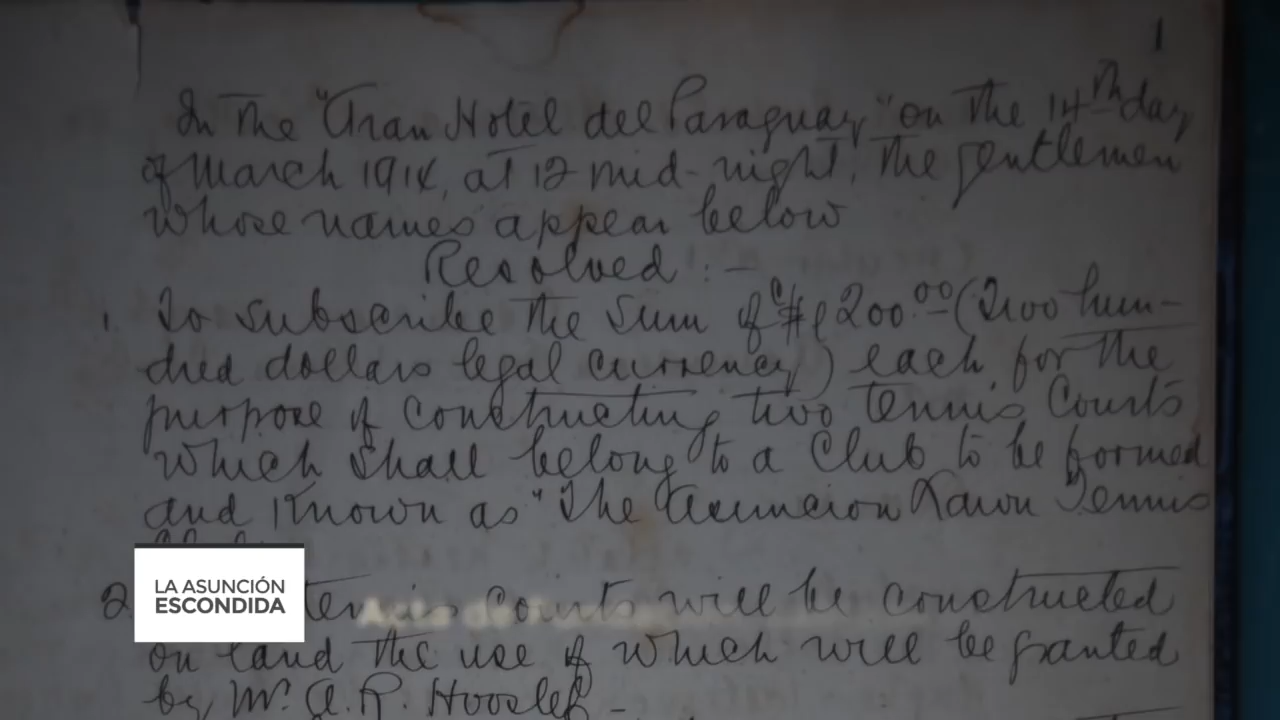 1
In the "Gran Hotel del Paraguay" on the 14th day
of March 1914, at 12 mid-night, the gentlemen
whose names appear below
Resolved : -
1. To subscribe the sum of 200.00 (Two hun-
dred dollars legal currency) each, for the
purpose of constructing two tennis Courts
which shall belong to a Club to be formed
and Known as "The Asuncion Lawn Tennis
LA ASUNCIÓN
ESCONDIDA
2. tennis courts will be constructed
on land the use of which will be granted
by Mr. A. R.